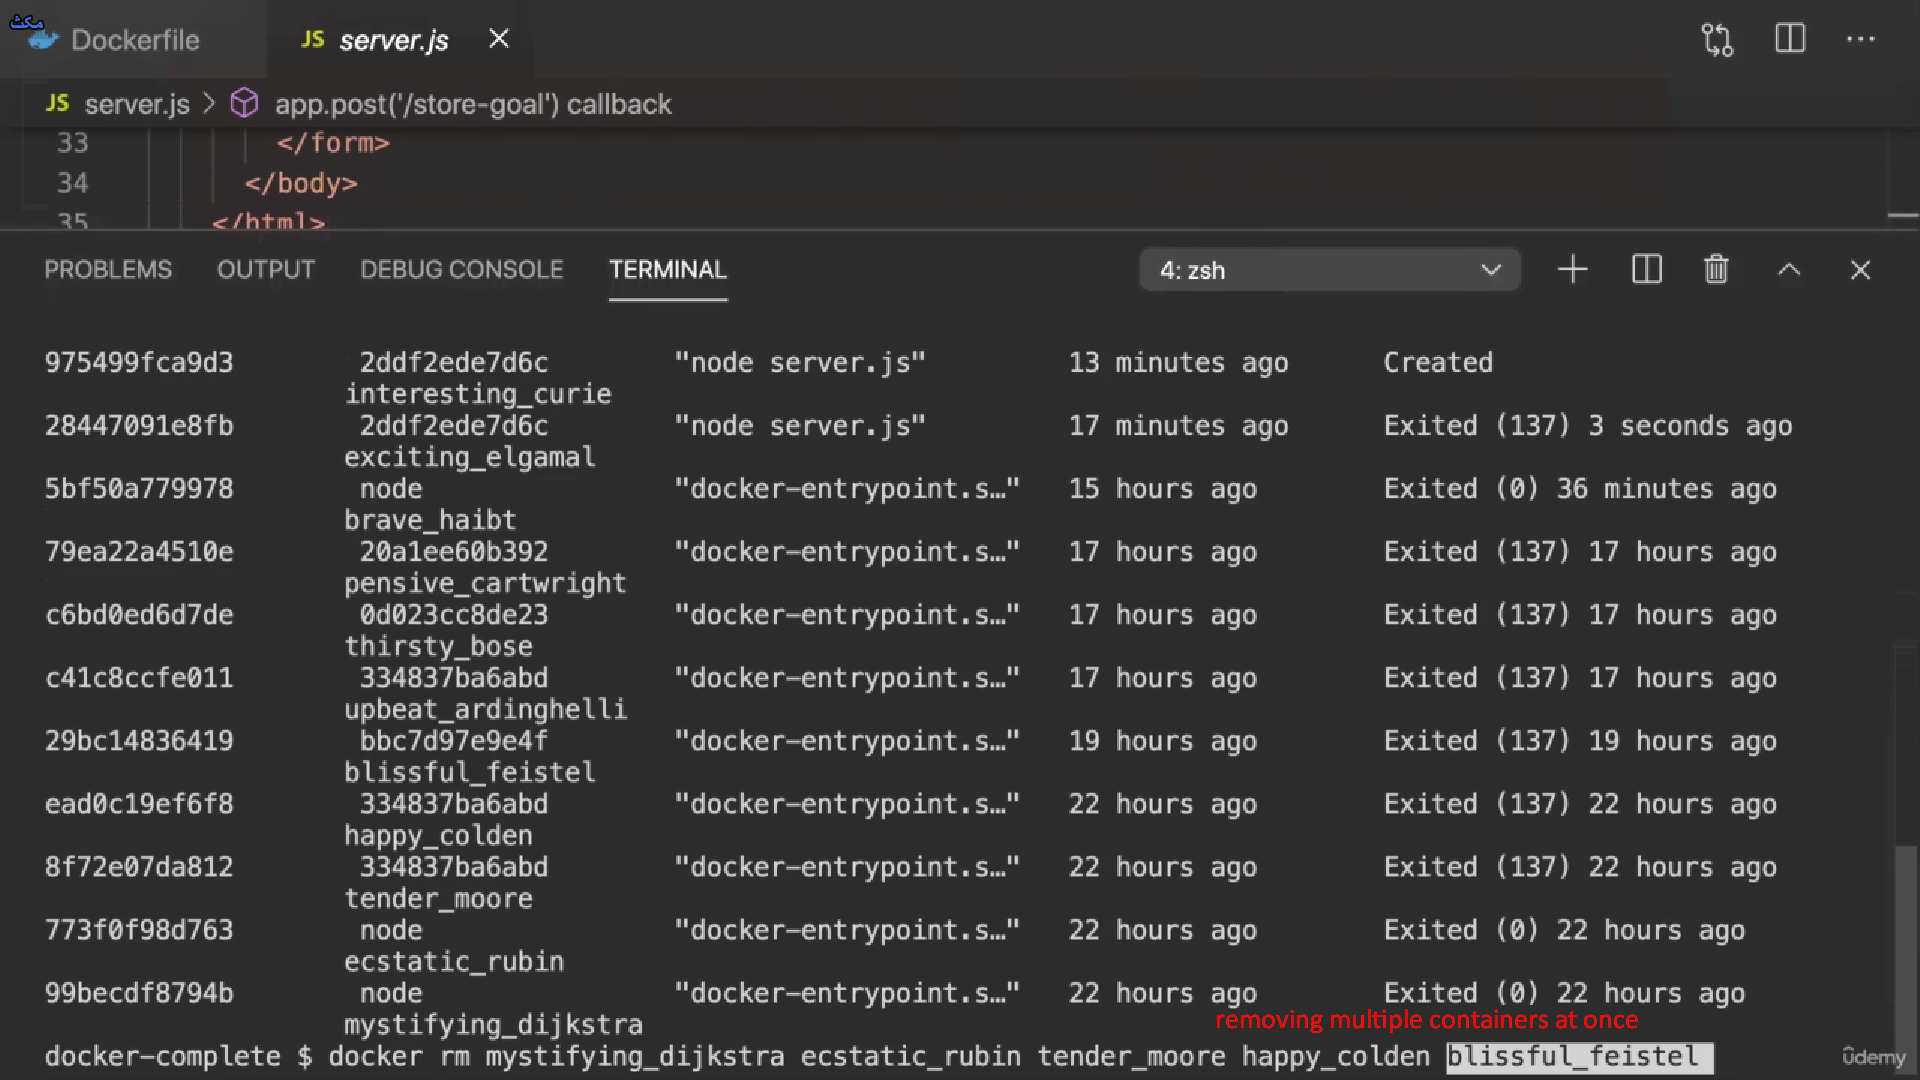 مكث
Dockerfile
JS server.js
JS server.js > app.post('/store-goal') callback
33 </form>
34 </body>
35 </html>
PROBLEMS OUTPUT DEBUG CONSOLE TERMINAL 4: zsh
975499fca9d3 2ddf2ede7d6c "node server.js" 13 minutes ago Created
interesting_curie
28447091e8fb 2ddf2ede7d6c "node server.js" 17 minutes ago Exited (137) 3 seconds ago
exciting_elgamal
5bf50a779978 node "docker-entrypoint.s…" 15 hours ago Exited (0) 36 minutes ago
brave_haibt
79ea22a4510e 20a1ee60b392 "docker-entrypoint.s…" 17 hours ago Exited (137) 17 hours ago
pensive_cartwright
c6bd0ed6d7de 0d023cc8de23 "docker-entrypoint.s…" 17 hours ago Exited (137) 17 hours ago
thirsty_bose
c41c8ccfe011 334837ba6abd "docker-entrypoint.s…" 17 hours ago Exited (137) 17 hours ago
upbeat_ardinghelli
29bc14836419 bbc7d97e9e4f "docker-entrypoint.s…" 19 hours ago Exited (137) 19 hours ago
blissful_feistel
ead0c19ef6f8 334837ba6abd "docker-entrypoint.s…" 22 hours ago Exited (137) 22 hours ago
happy_colden
8f72e07da812 334837ba6abd "docker-entrypoint.s…" 22 hours ago Exited (137) 22 hours ago
tender_moore
773f0f98d763 node "docker-entrypoint.s…" 22 hours ago Exited (0) 22 hours ago
ecstatic_rubin
99becdf8794b node "docker-entrypoint.s…" 22 hours ago Exited (0) 22 hours ago
mystifying_dijkstra
removing multiple containers at once
docker-complete $ docker rm mystifying_dijkstra ecstatic_rubin tender_moore happy_colden blissful_feistel
ûdemy